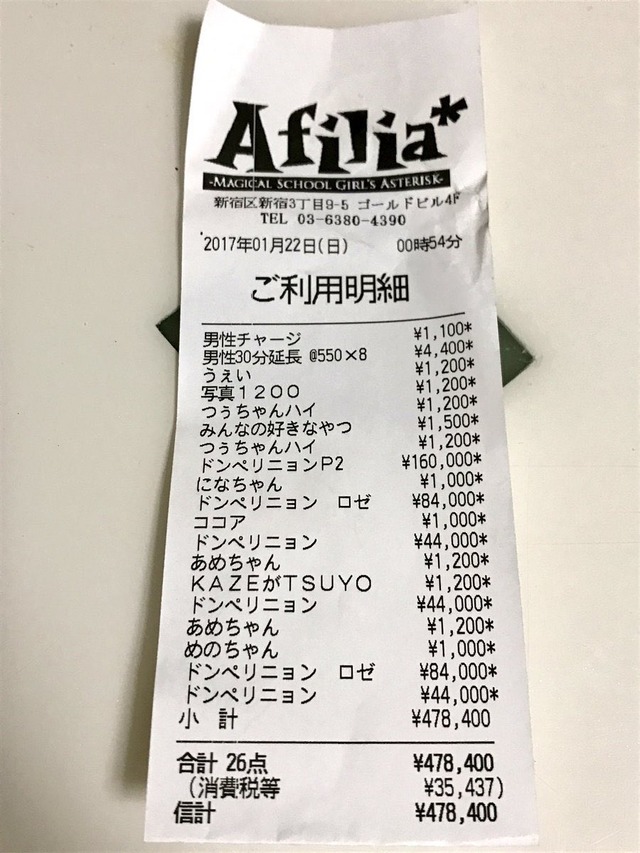 Afilia*
-MAGICAL SCHOOL GIRL'S ASTERISK-
新宿区新宿3丁目9-5 ゴールドビル4F
TEL 03-6380-4390
2017年01月22日(日) 00時54分
ご利用明細
男性チャージ ¥1,100*
男性30分延長 @550×8 ¥4,400*
うぇい ¥1,200*
写真1200 ¥1,200*
つぅちゃんハイ ¥1,200*
みんなの好きなやつ ¥1,500*
つぅちゃんハイ ¥1,200*
ドンペリニョンP2 ¥160,000*
になちゃん ¥1,000*
ドンペリニョン ロゼ ¥84,000*
ココア ¥1,000*
ドンペリニョン ¥44,000*
あめちゃん ¥1,200*
KAZEがTSUYO ¥1,200*
ドンペリニョン ¥44,000*
あめちゃん ¥1,200*
めのちゃん ¥1,000*
ドンペリニョン ロゼ ¥84,000*
ドンペリニョン ¥44,000*
小 計 ¥478,400
合計 26点 ¥478,400
(消費税等 ¥35,437)
信計 ¥478,400